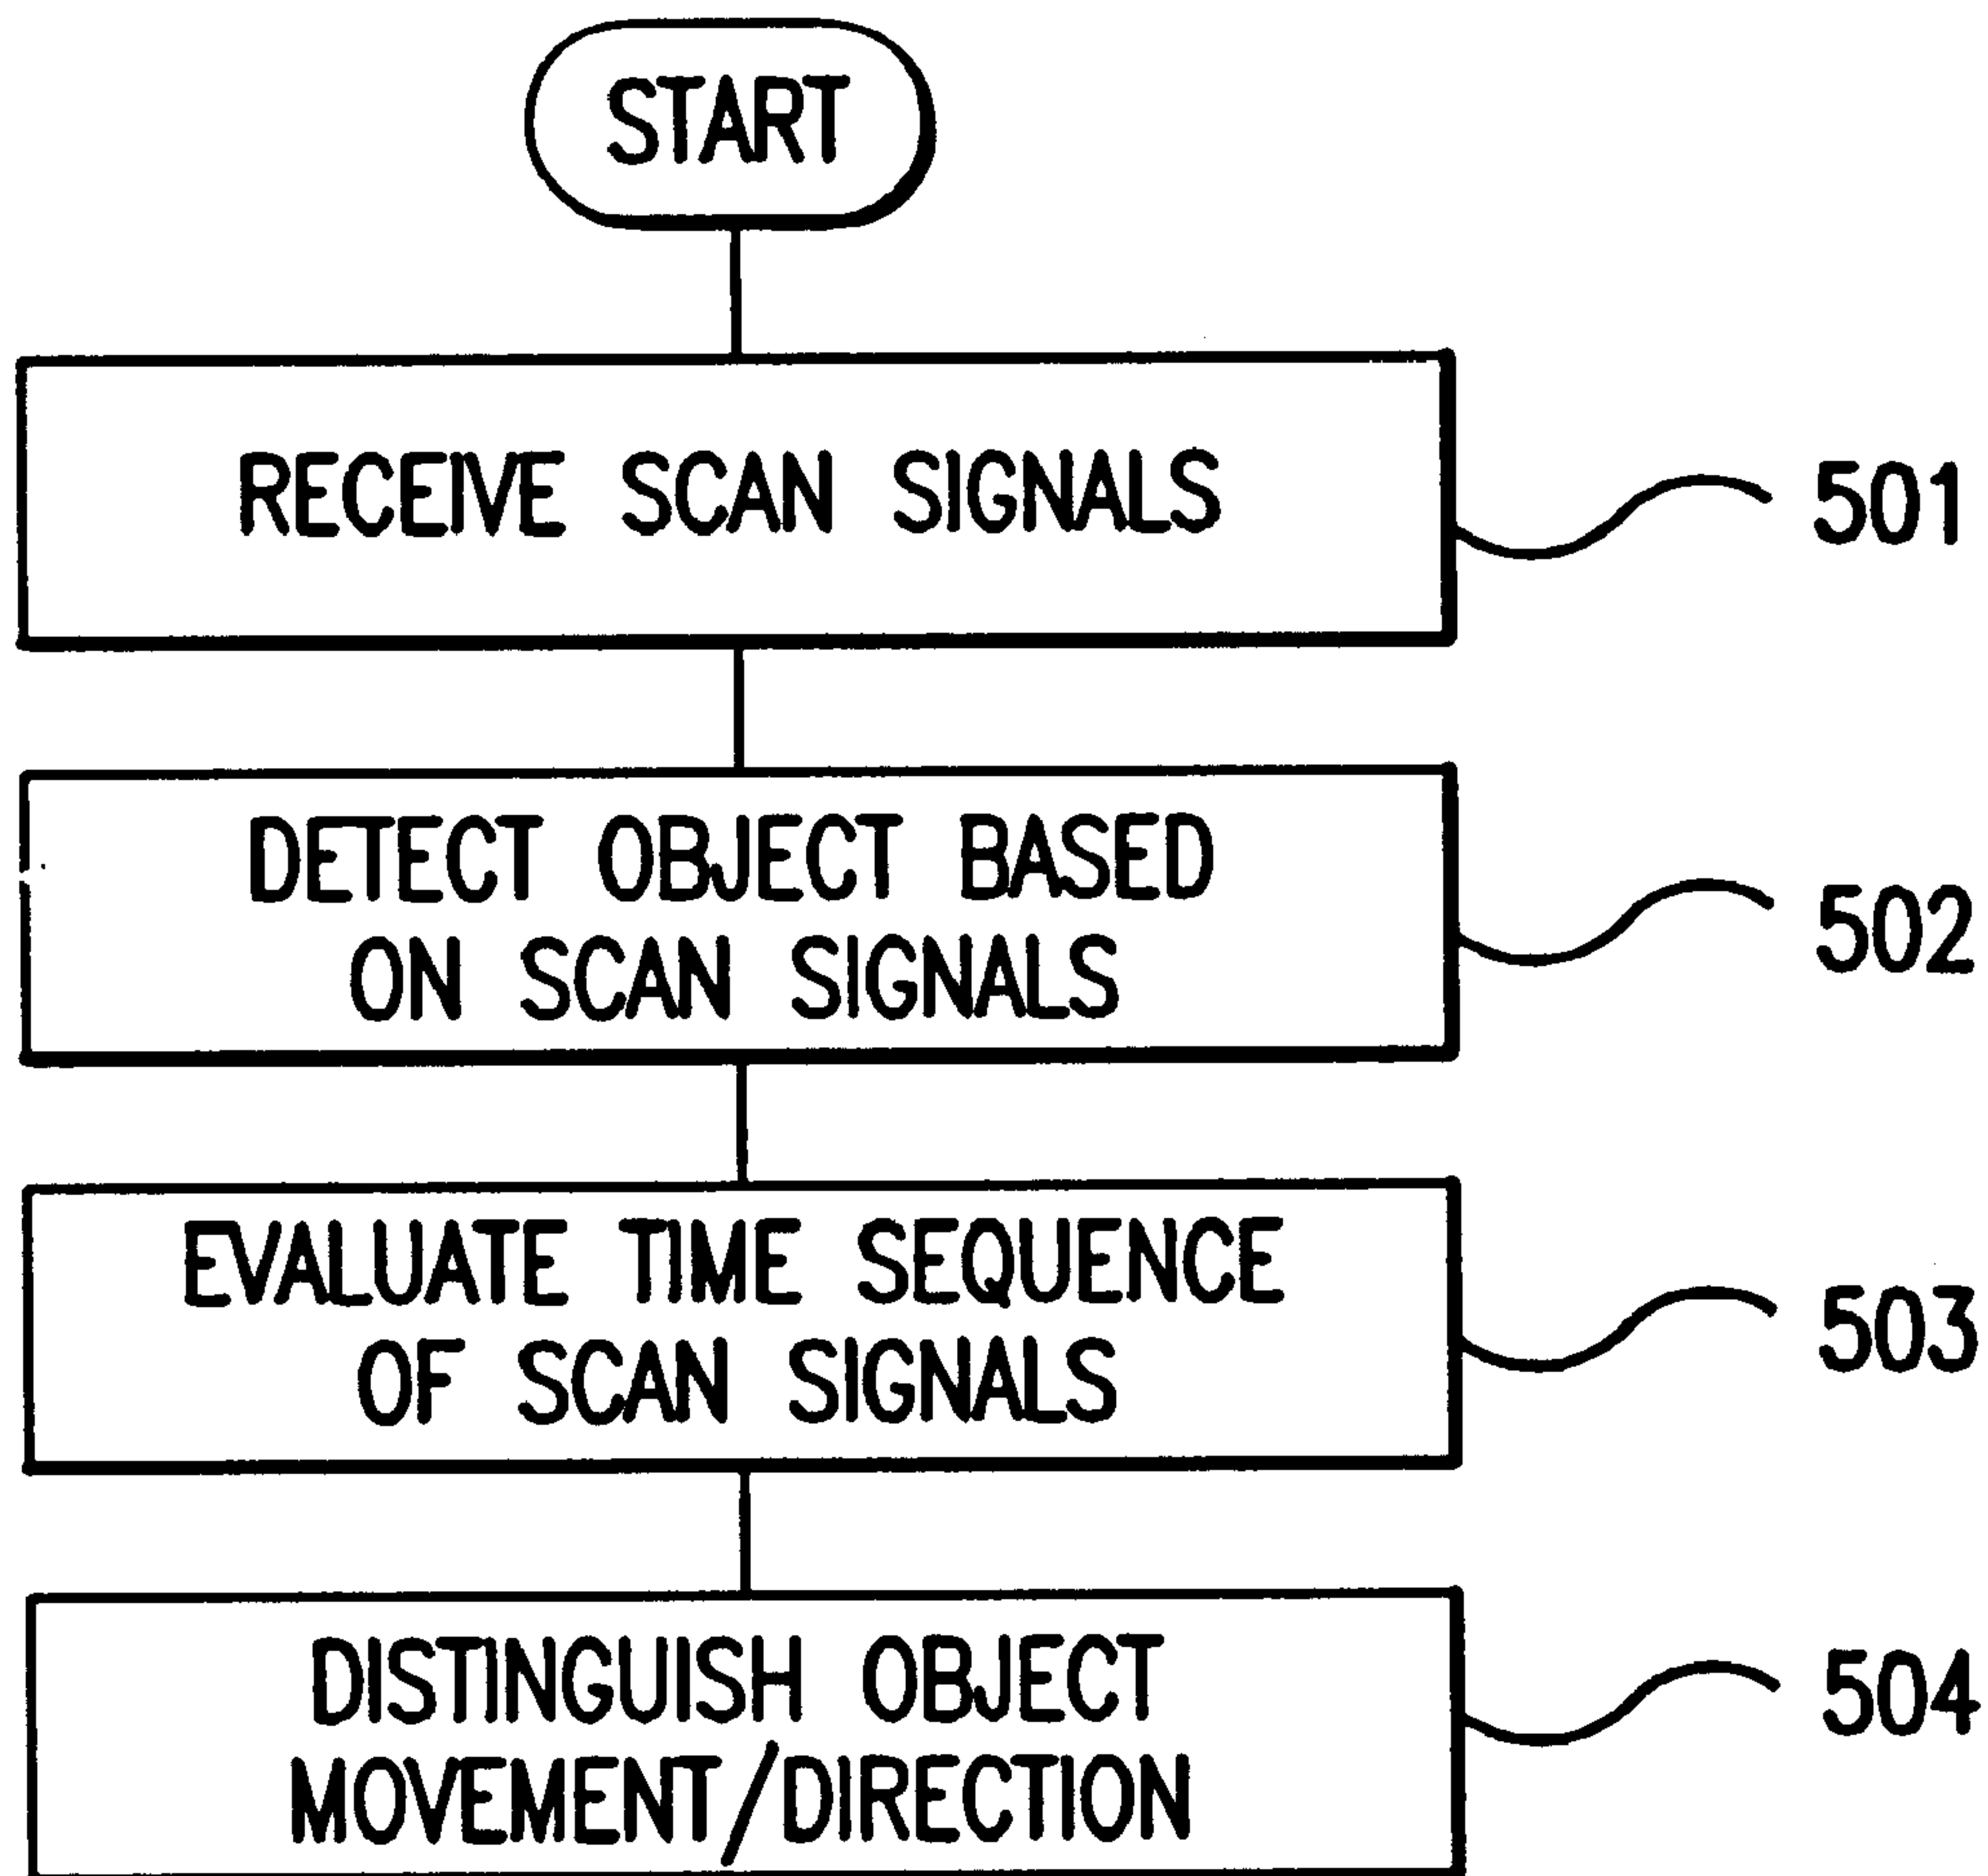 START
RECEIVE SCAN SIGNALS
501
DETECT OBJECT BASED
ON SCAN SIGNALS
502
EVALUATE TIME SEQUENCE
OF SCAN SIGNALS
503
DISTINGUISH OBJECT
MOVEMENT/DIRECTION
504